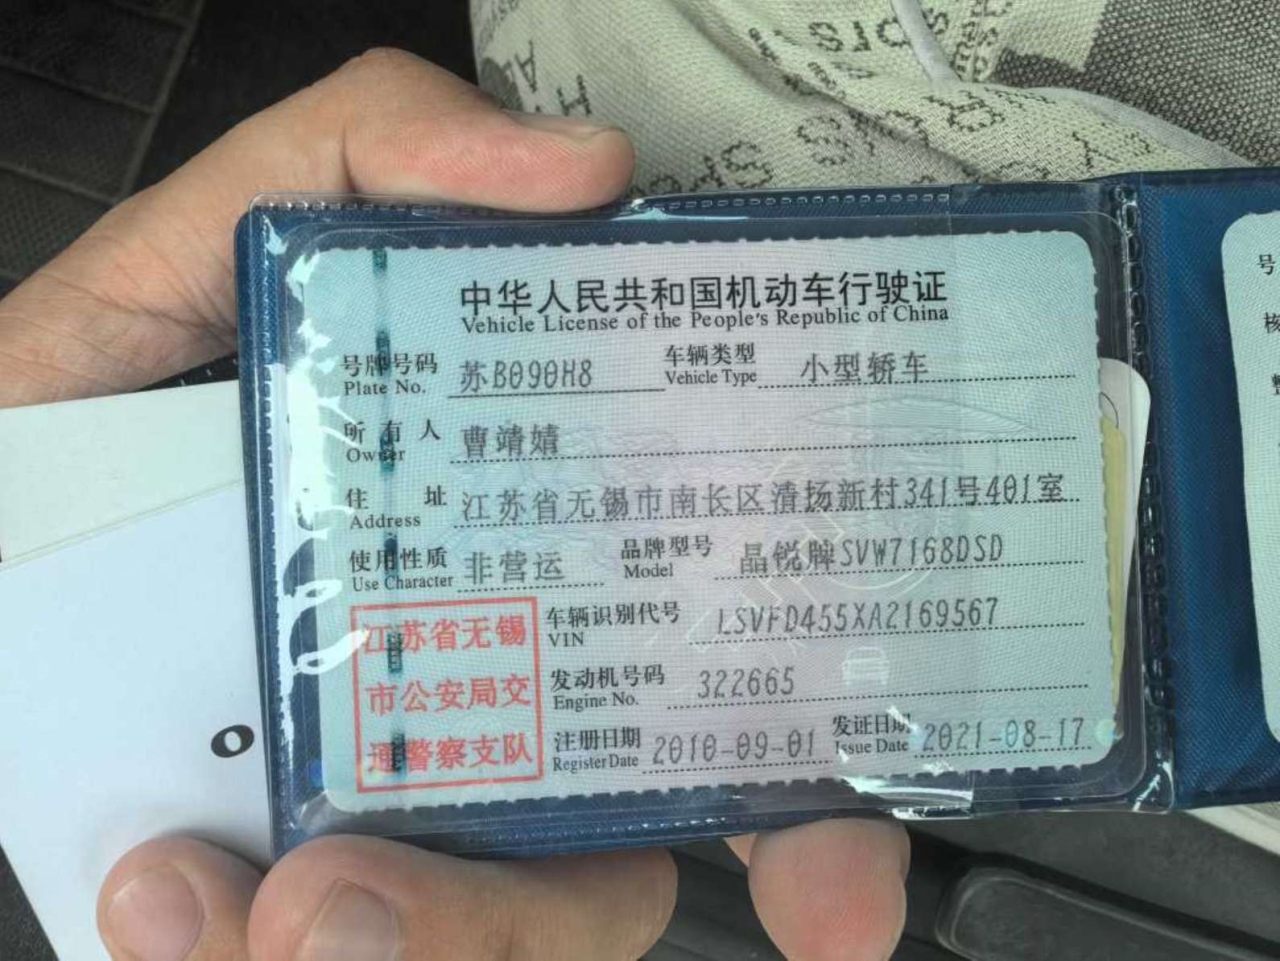 中华人民共和国机动车行驶证
Vehicle License of the People's Republic of China
号牌号码 苏B090H8 车辆类型 小型轿车
Plate No. Vehicle Type
所有人 曹靖婧
Owner
住址 江苏省无锡市南长区清扬新村341号401室
Address
使用性质 非营运 品牌型号 晶锐牌SVW7168DSD
Use Character Model
车辆识别代号 LSVFD455XA2169567
VIN
发动机号码 322665
Engine No.
注册日期 2010-09-01 发证日期 2021-08-17
Register Date Issue Date
江苏省无锡
市公安局交
通警察支队
号
核